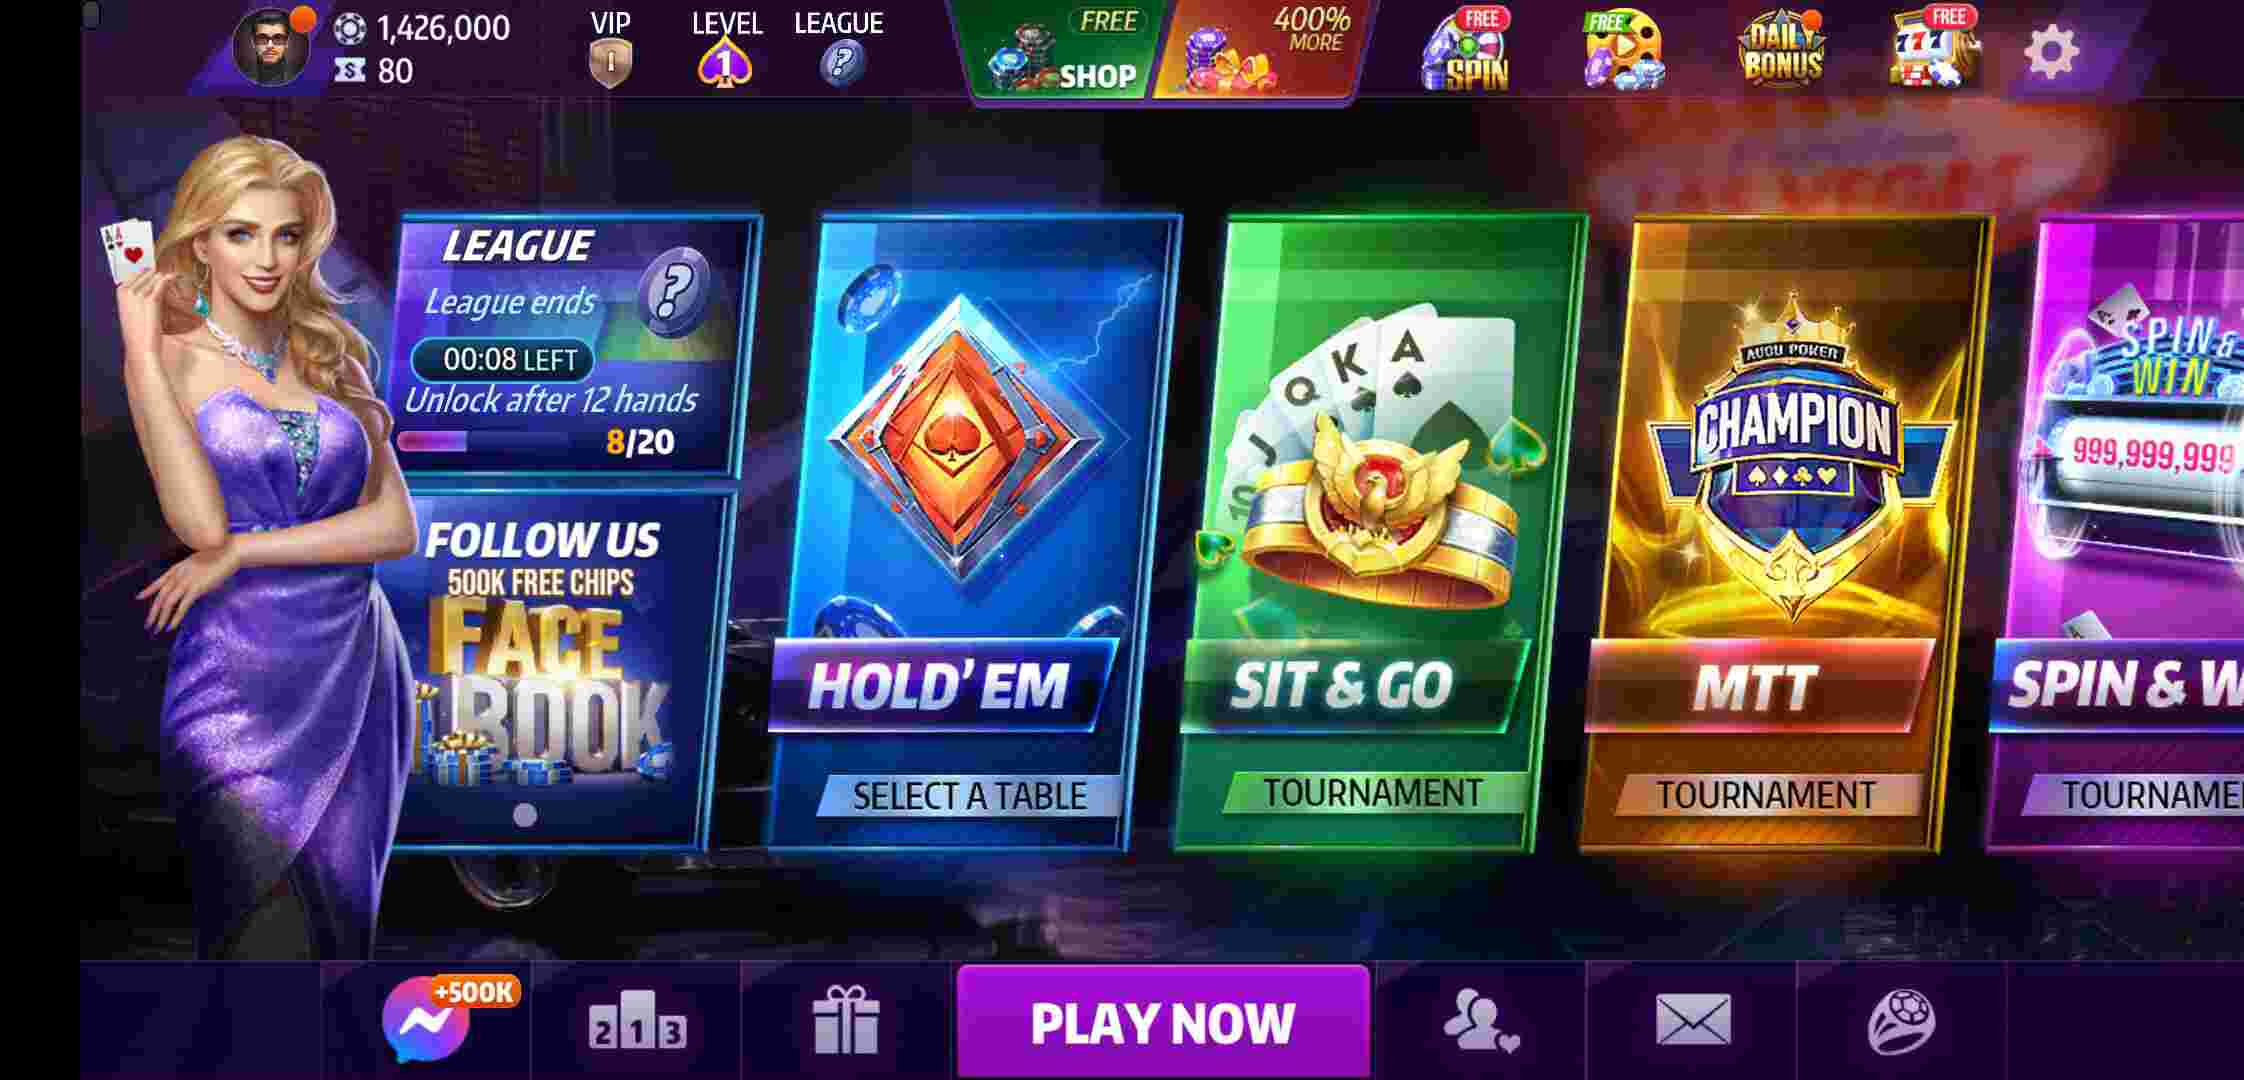 1,426,000
80
VIP
1
LEVEL
1
LEAGUE
?
FREE
SHOP
400%
MORE
FREE
SPIN
FREE
DAILY
BONUS
FREE
777
LEAGUE
League ends
?
00:08 LEFT
Unlock after 12 hands
8/20
FOLLOW US
500K FREE CHIPS
FACE
BOOK
A A
HOLD' EM
SELECT A TABLE
A
K
Q
J
10
SIT & GO
TOURNAMENT
CHAMPION
MTT
TOURNAMENT
SPIN &
WIN
999,999,999
SPIN & W
TOURNAME
+500K
2 1 3
PLAY NOW